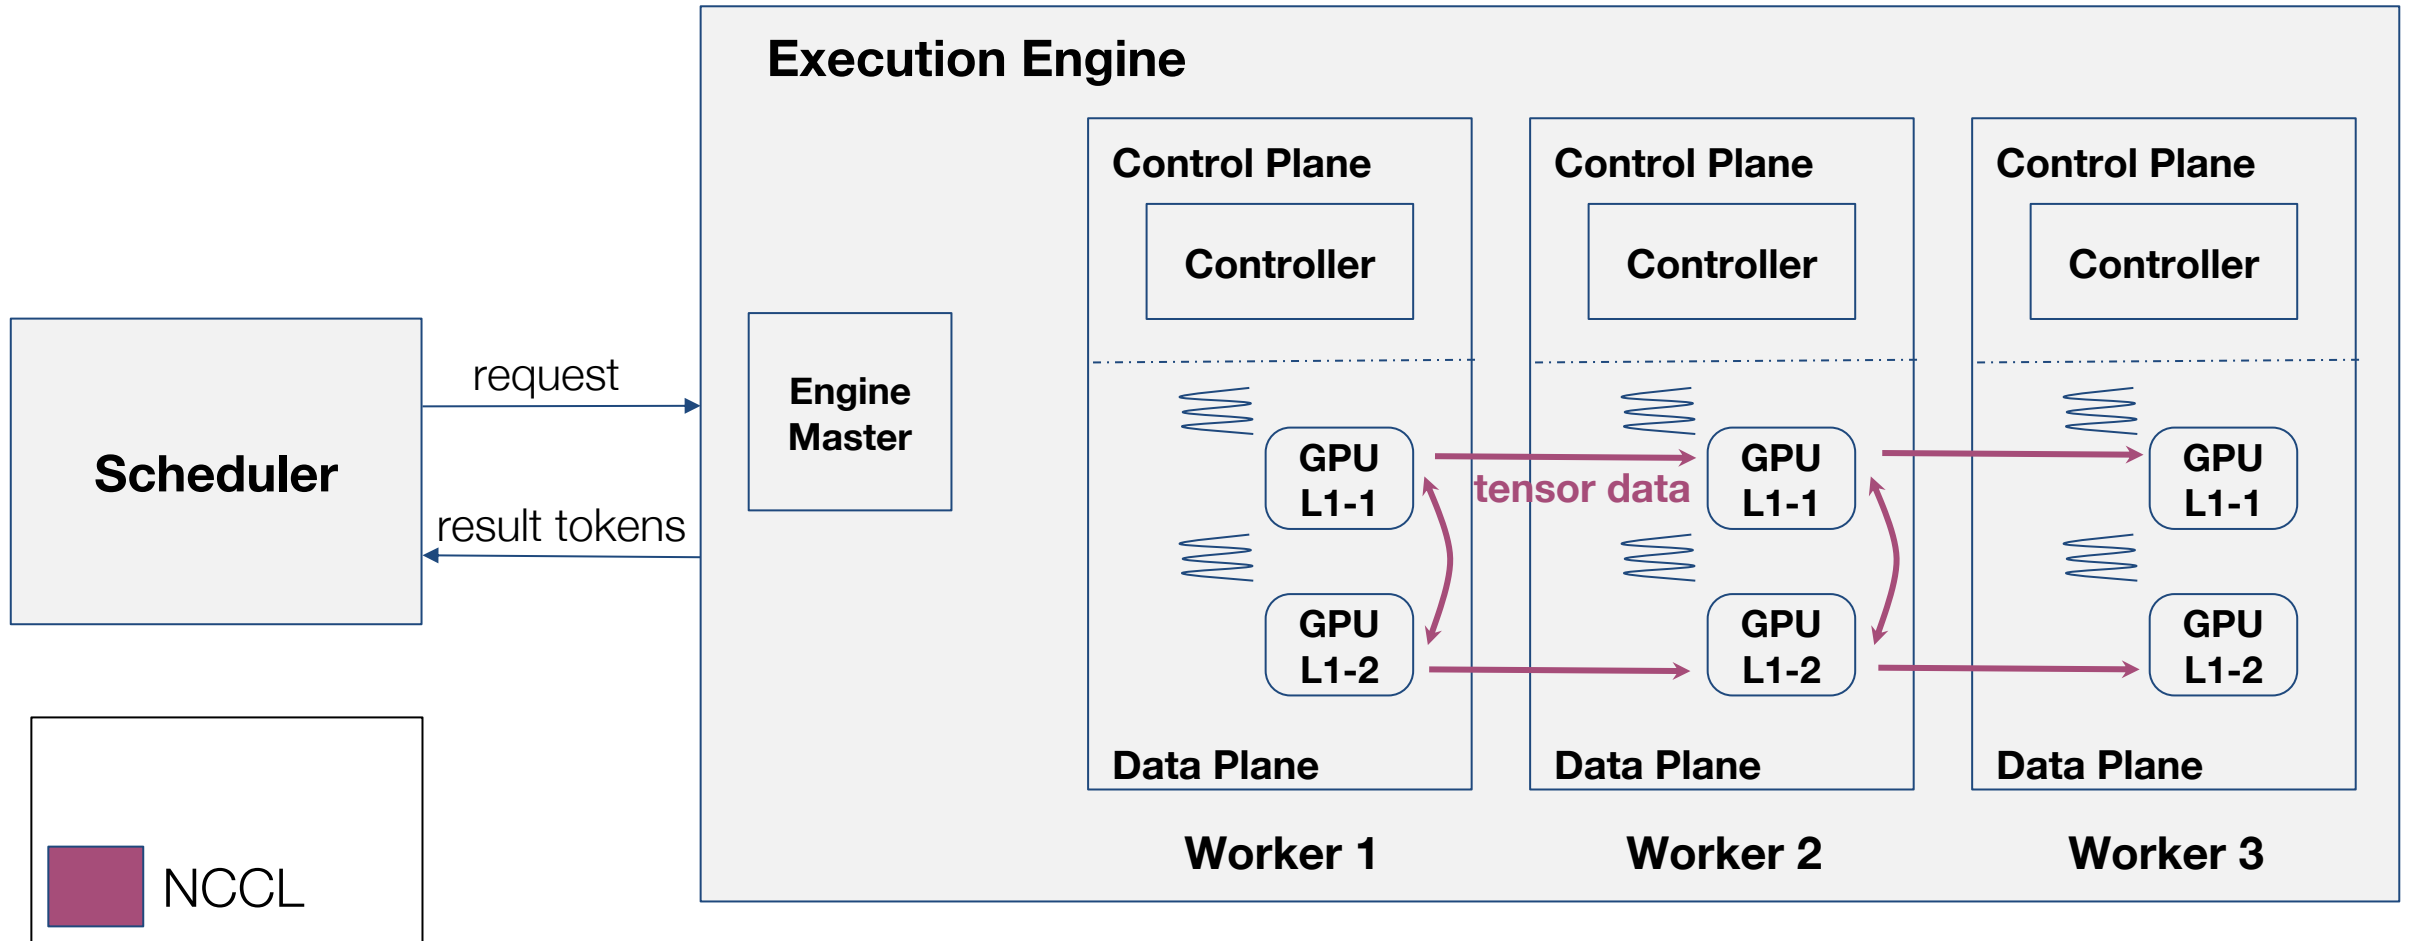 Execution Engine
Control Plane
Controller
Control Plane
Controller
Control Plane
Controller
Scheduler
request
result tokens
Engine
Master
GPU
L1-1
tensor data
GPU
L1-1
GPU
L1-1
GPU
L1-2
GPU
L1-2
GPU
L1-2
Data Plane
Data Plane
Data Plane
Worker 1
Worker 2
Worker 3
NCCL